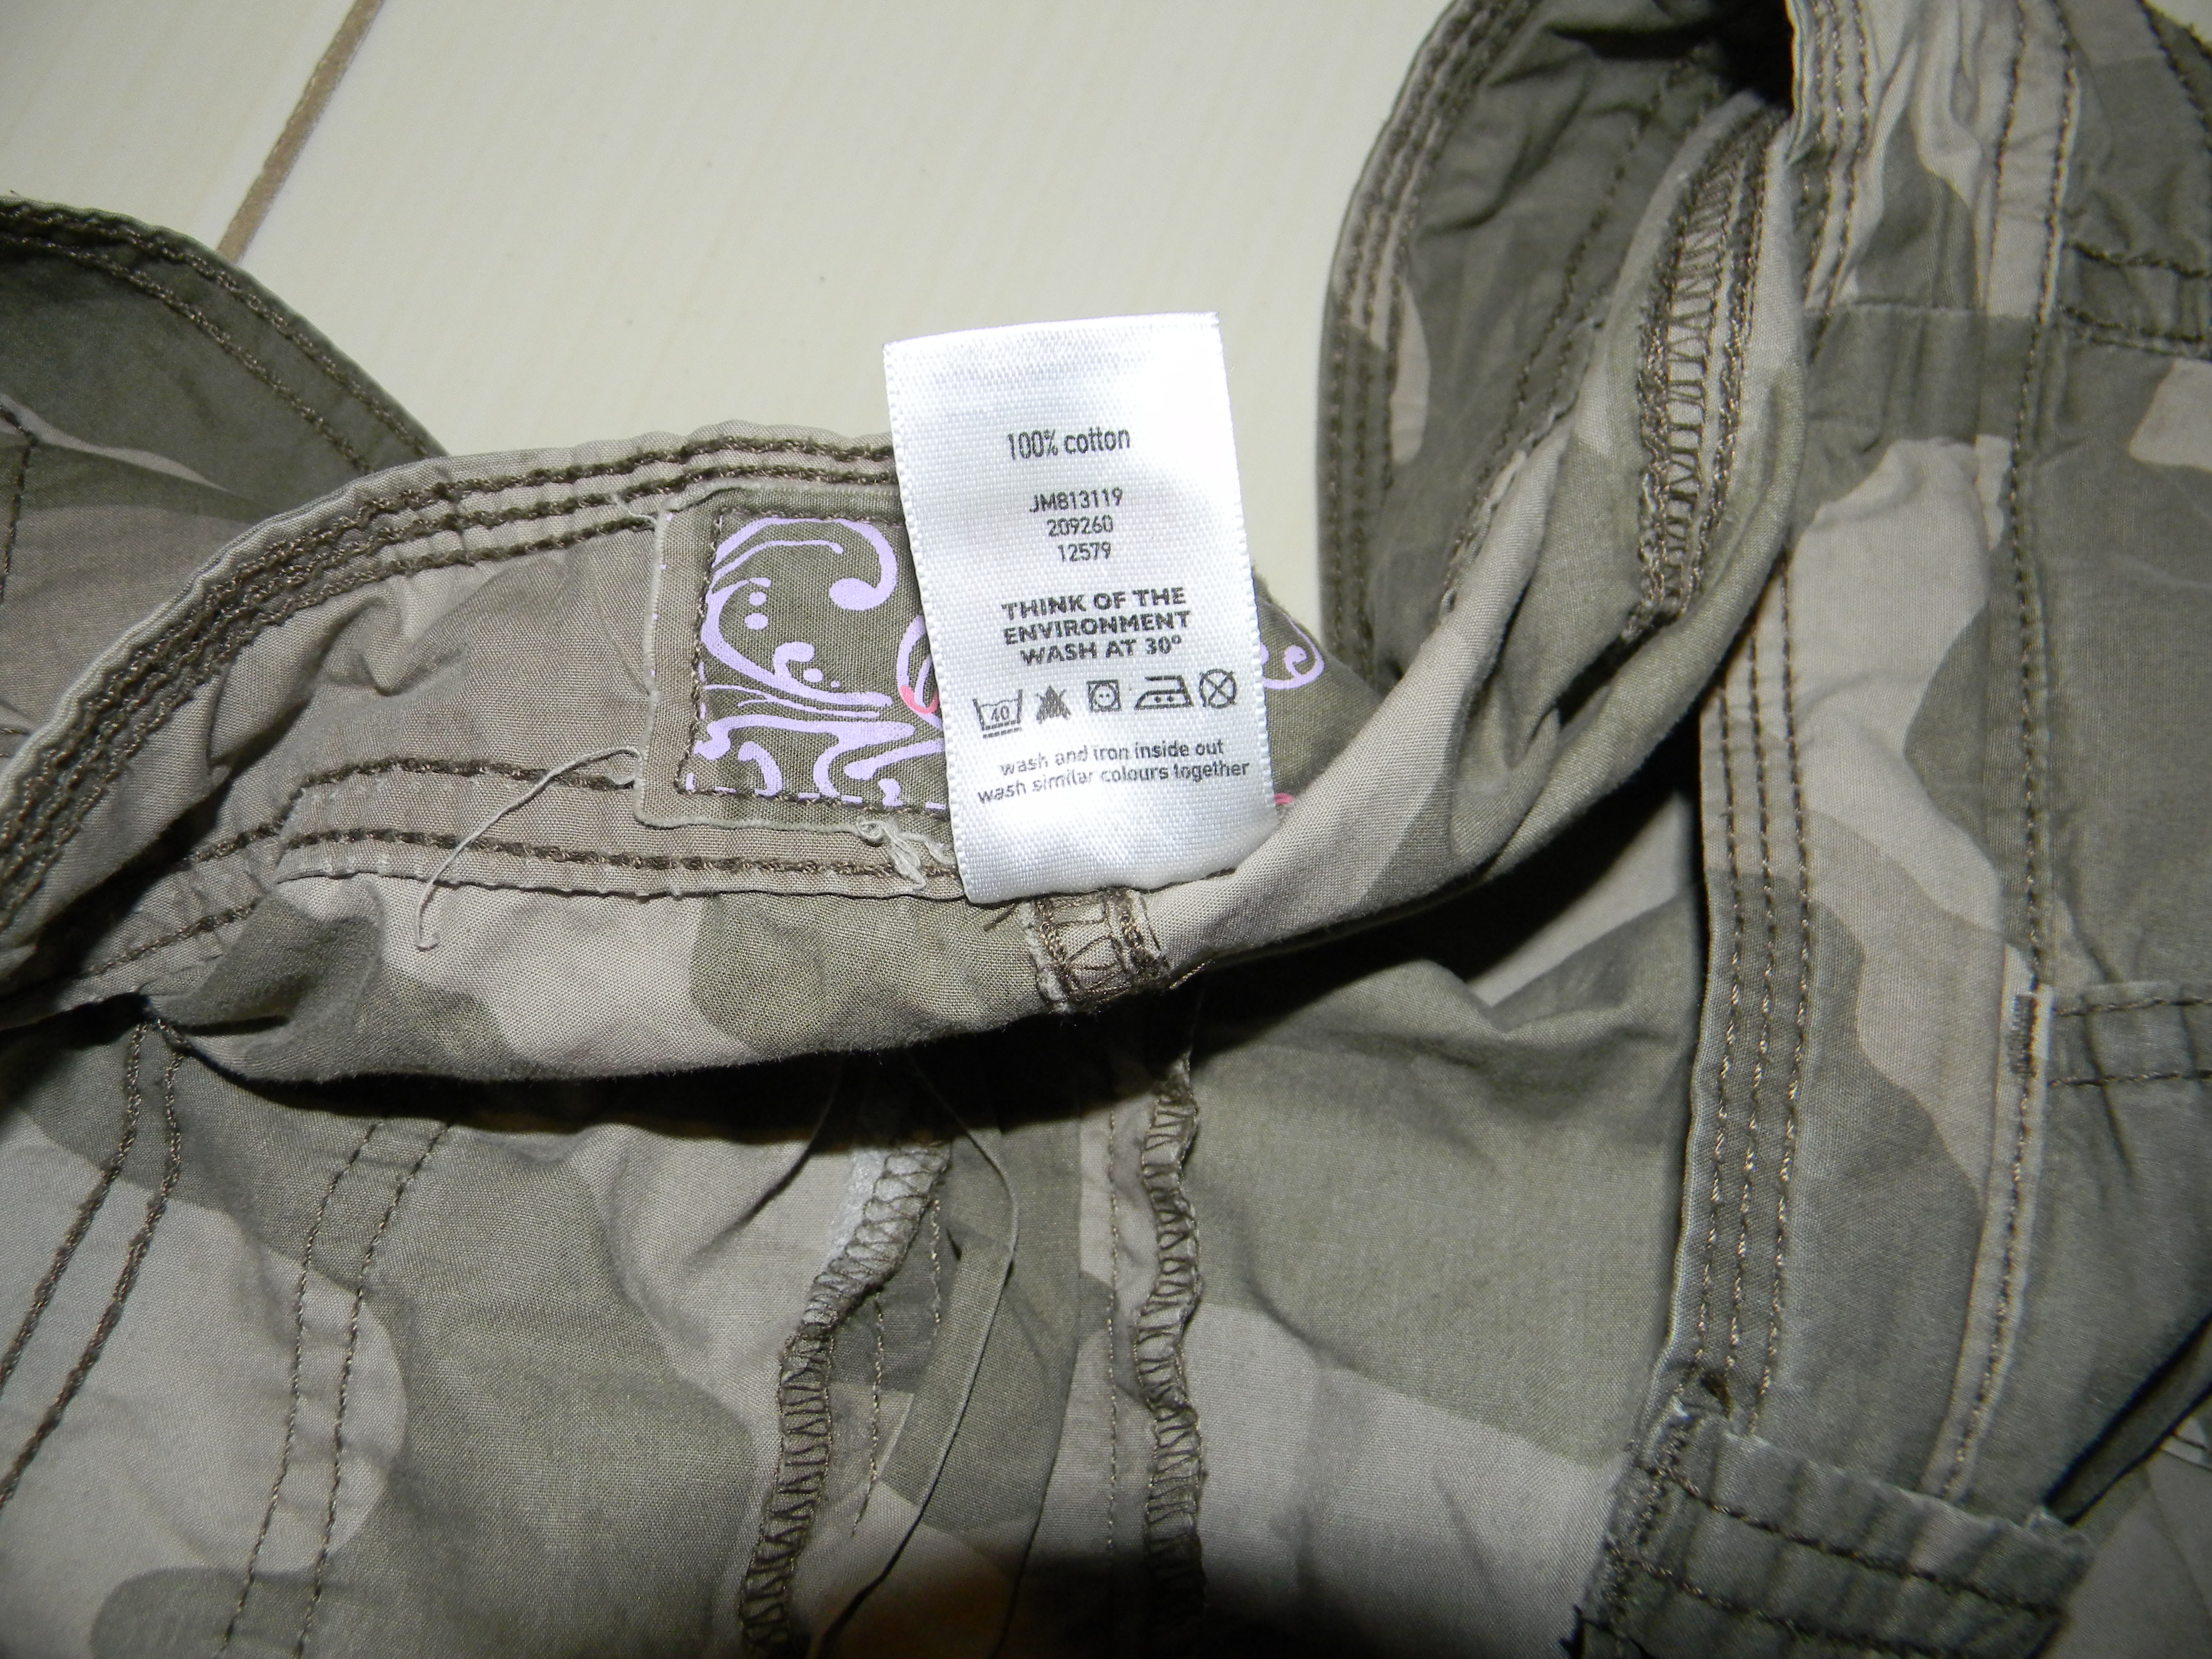 100% cotton
JM813119
209260
12579
THINK OF THE
ENVIRONMENT
WASH AT 30°
40
wash and iron inside out
wash similar colours together